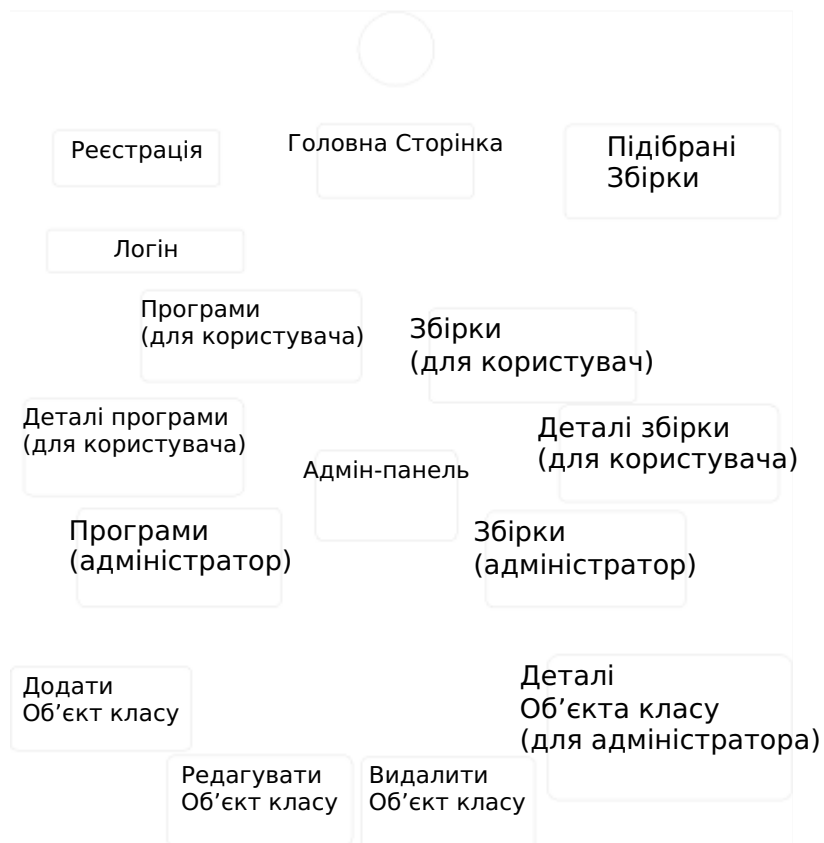 Реєстрація
Головна Сторінка
Підібрані
Збірки
Логін
Програми
(для користувача)
Збірки
(для користувач)
Деталі програми
(для користувача)
Деталі збірки
(для користувача)
Адмін-панель
Програми
(адміністратор)
Збірки
(адміністратор)
Додати
Об’єкт класу
Деталі
Об’єкта класу
(для адміністратора)
Редагувати
Об’єкт класу
Видалити
Об’єкт класу